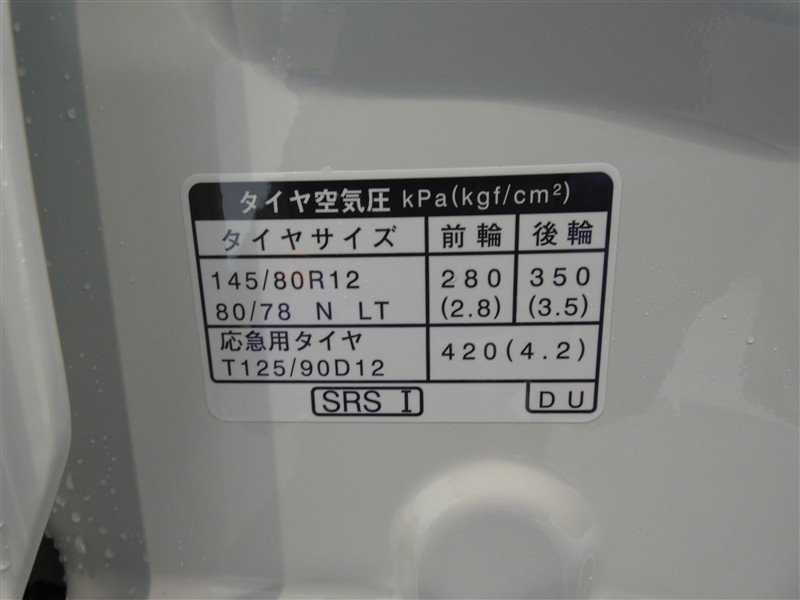 タイヤ空気圧 kPa(kgf/cm²)
タイヤサイズ 前輪 後輪
145/80R12 280 350
80/78 N LT (2.8) (3.5)
応急用タイヤ
T125/90D12 420(4.2)
SRS I DU